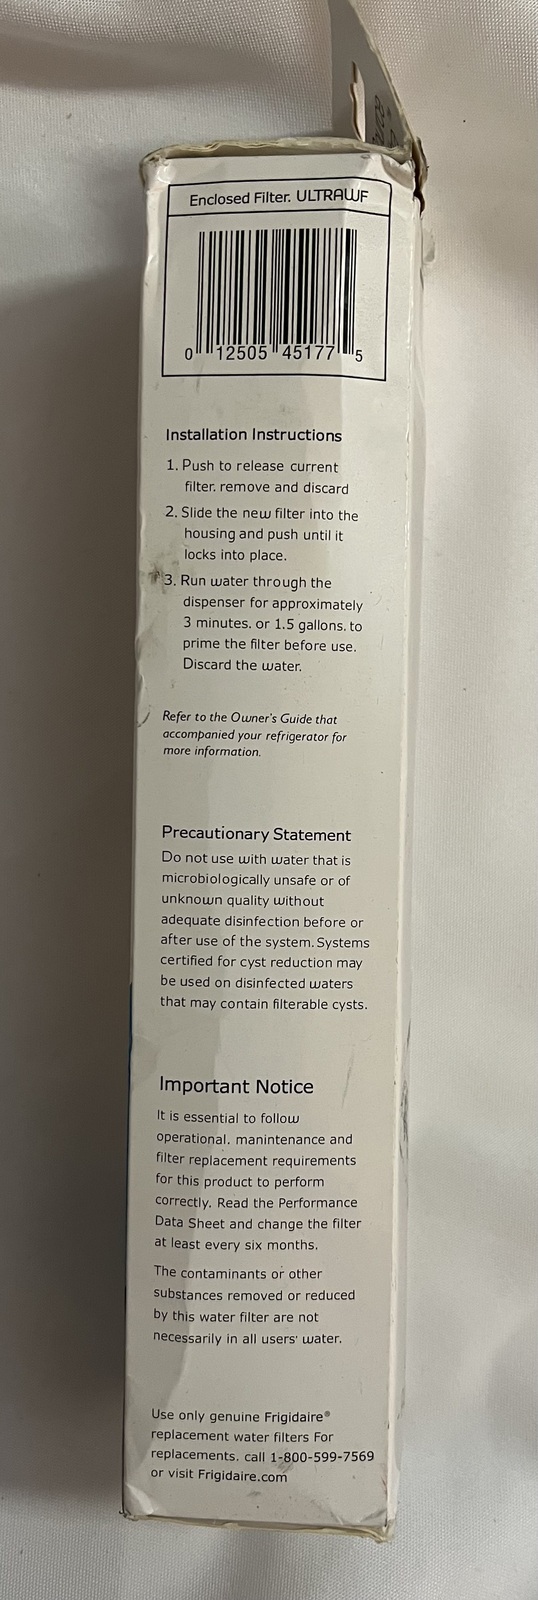 Enclosed Filter. ULTRAWF
0 12505 45177 5
Installation Instructions
1. Push to release current
filter. remove and discard
2. Slide the new filter into the
housing and push until it
locks into place.
3. Run water through the
dispenser for approximately
3 minutes. or 1.5 gallons. to
prime the filter before use.
Discard the water.
Refer to the Owner's Guide that
accompanied your refrigerator for
more information.
Precautionary Statement
Do not use with water that is
microbiologically unsafe or of
unknown quality without
adequate disinfection before or
after use of the system. Systems
certified for cyst reduction may
be used on disinfected waters
that may contain filterable cysts.
Important Notice
It is essential to follow
operational. manintenance and
filter replacement requirements
for this product to perform
correctly. Read the Performance
Data Sheet and change the filter
at least every six months.
The contaminants or other
substances removed or reduced
by this water filter are not
necessarily in all users' water.
Use only genuine Frigidaire®
replacement water filters For
replacements. call 1-800-599-7569
or visit Frigidaire.com